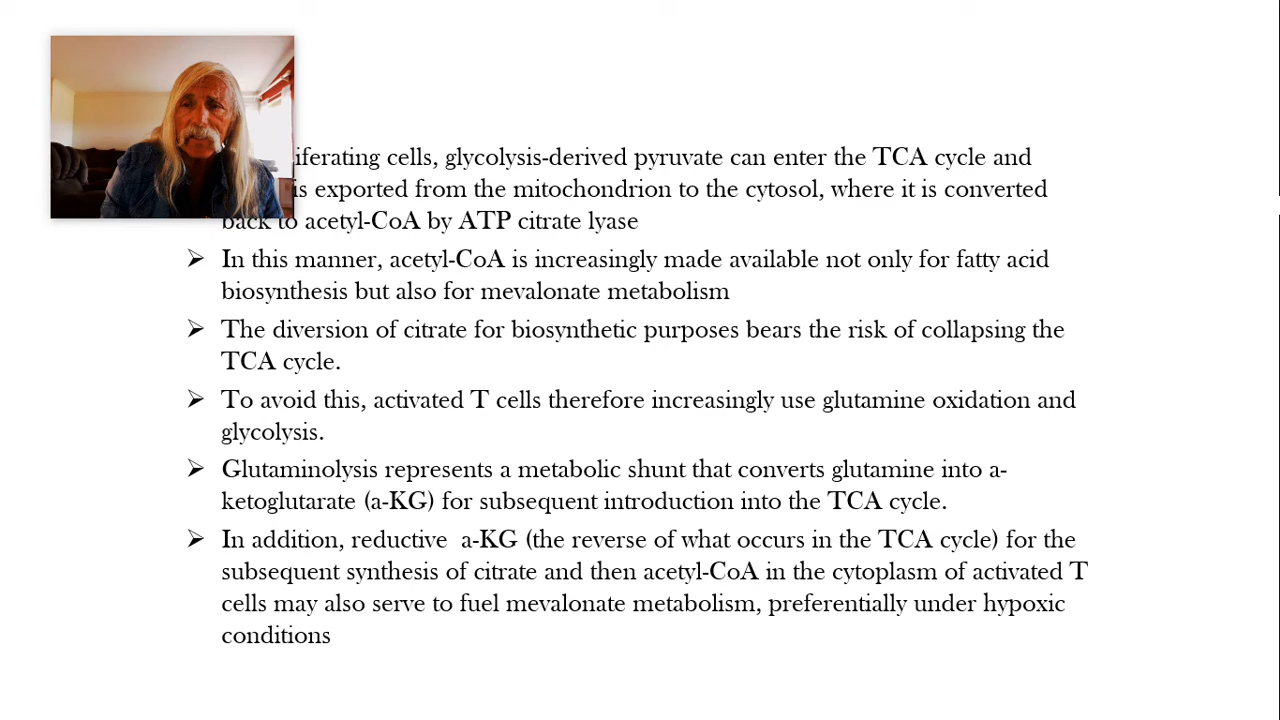 iferating cells, glycolysis-derived pyruvate can enter the TCA cycle and
is exported from the mitochondrion to the cytosol, where it is converted
back to acetyl-CoA by ATP citrate lyase
➢ In this manner, acetyl-CoA is increasingly made available not only for fatty acid
biosynthesis but also for mevalonate metabolism
➢ The diversion of citrate for biosynthetic purposes bears the risk of collapsing the
TCA cycle.
➢ To avoid this, activated T cells therefore increasingly use glutamine oxidation and
glycolysis.
➢ Glutaminolysis represents a metabolic shunt that converts glutamine into a-
ketoglutarate (a-KG) for subsequent introduction into the TCA cycle.
➢ In addition, reductive  a-KG (the reverse of what occurs in the TCA cycle) for the
subsequent synthesis of citrate and then acetyl-CoA in the cytoplasm of activated T
cells may also serve to fuel mevalonate metabolism, preferentially under hypoxic
conditions